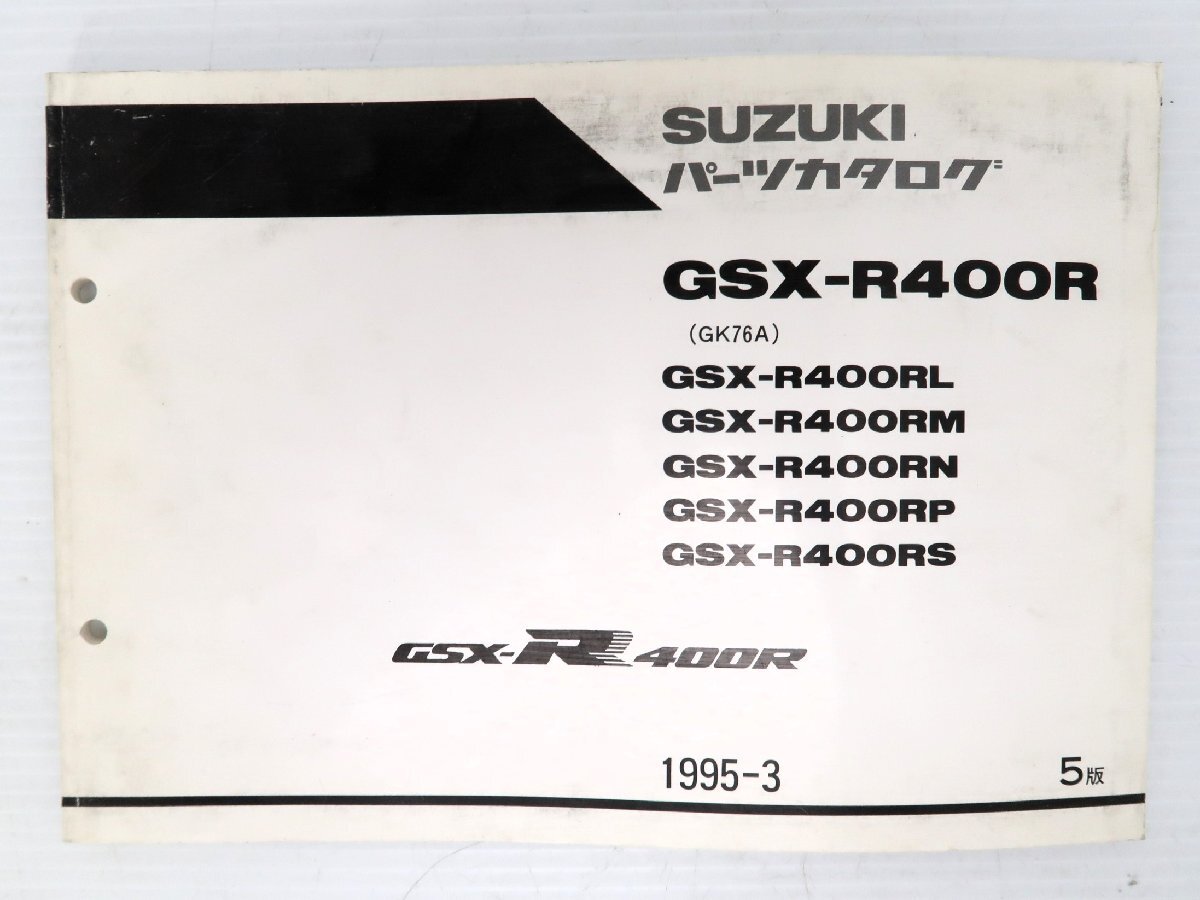 SUZUKI
パーツカタログ
GSX-R400R
(GK76A)
GSX-R400RL
GSX-R400RM
GSX-R400RN
GSX-R400RP
GSX-R400RS
GSX-R 400R
1995-3
5版